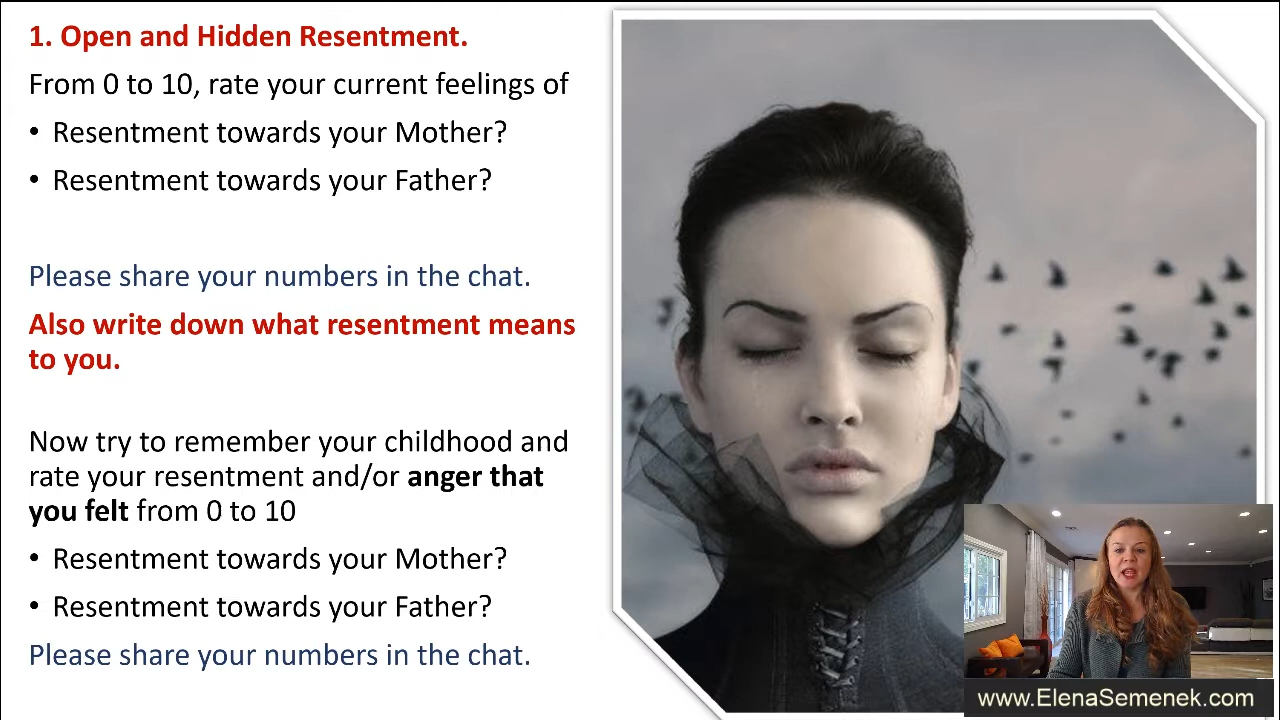 1. Open and Hidden Resentment.
From 0 to 10, rate your current feelings of
• Resentment towards your Mother?
• Resentment towards your Father?
Please share your numbers in the chat.
Also write down what resentment means
to you.
Now try to remember your childhood and
rate your resentment and/or anger that
you felt from 0 to 10
• Resentment towards your Mother?
• Resentment towards your Father?
Please share your numbers in the chat.
www.ElenaSemenek.com